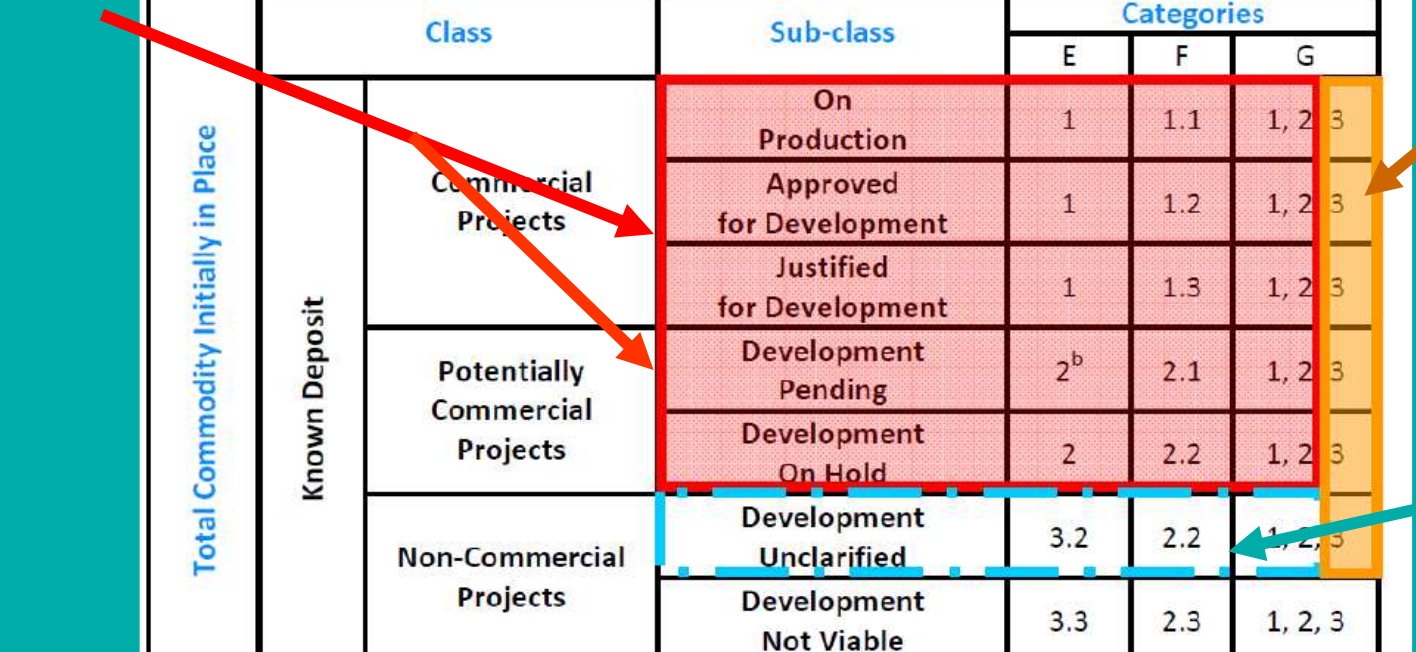 Class
Sub-class
Categories
E
F
G
Total Commodity Initially in Place
Known Deposit
Commercial
Projects
On
Production
1
1.1
1, 2 3
Approved
for Development
1
1.2
1, 2 3
Justified
for Development
1
1.3
1, 2 3
Potentially
Commercial
Projects
Development
Pending
2ᵇ
2.1
1, 2 3
Development
On Hold
2
2.2
1, 2 3
Non-Commercial
Projects
Development
Unclarified
3.2
2.2
1, 2, 3
Development
Not Viable
3.3
2.3
1, 2, 3